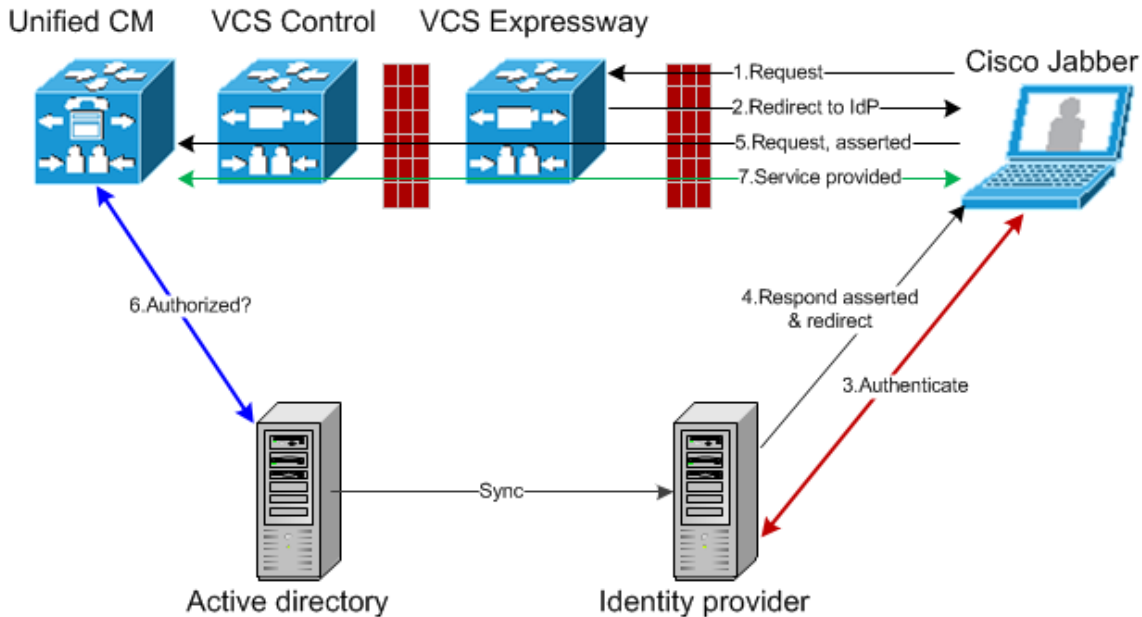 Unified CM
VCS Control
VCS Expressway
Cisco Jabber
1.Request
2.Redirect to IdP
5.Request, asserted
7.Service provided
6.Authorized?
4.Respond asserted
& redirect
3.Authenticate
Sync
Active directory
Identity provider